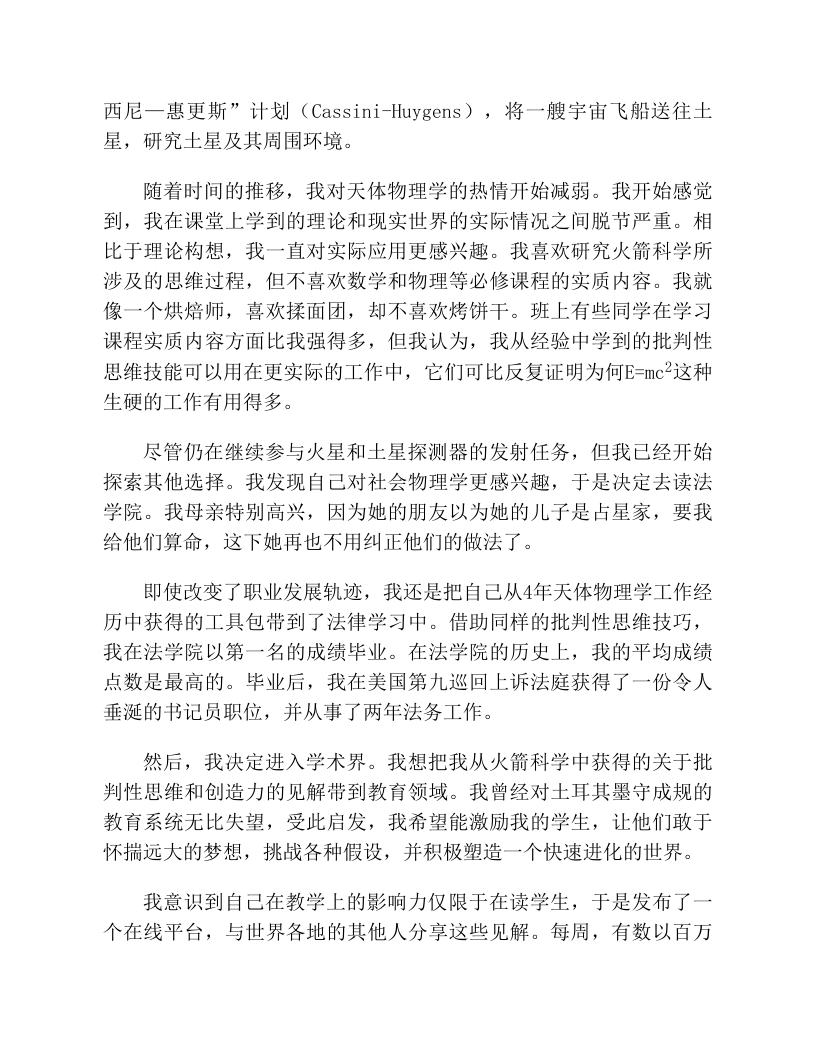 西尼—惠更斯”计划（Cassini-Huygens），将一艘宇宙飞船送往土
星，研究土星及其周围环境。
随着时间的推移，我对天体物理学的热情开始减弱。我开始感觉
到，我在课堂上学到的理论和现实世界的实际情况之间脱节严重。相
比于理论构想，我一直对实际应用更感兴趣。我喜欢研究火箭科学所
涉及的思维过程，但不喜欢数学和物理等必修课程的实质内容。我就
像一个烘焙师，喜欢揉面团，却不喜欢烤饼干。班上有些同学在学习
课程实质内容方面比我强得多，但我认为，我从经验中学到的批判性
思维技能可以用在更实际的工作中，它们可比反复证明为何E=mc²这种
生硬的工作有用得多。
尽管仍在继续参与火星和土星探测器的发射任务，但我已经开始
探索其他选择。我发现自己对社会物理学更感兴趣，于是决定去读法
学院。我母亲特别高兴，因为她的朋友以为她的儿子是占星家，要我
给他们算命，这下她再也不用纠正他们的做法了。
即使改变了职业发展轨迹，我还是把自己从4年天体物理学工作经
历中获得的工具包带到了法律学习中。借助同样的批判性思维技巧，
我在法学院以第一名的成绩毕业。在法学院的历史上，我的平均成绩
点数是最高的。毕业后，我在美国第九巡回上诉法庭获得了一份令人
垂涎的书记员职位，并从事了两年法务工作。
然后，我决定进入学术界。我想把我从火箭科学中获得的关于批
判性思维和创造力的见解带到教育领域。我曾经对土耳其墨守成规的
教育系统无比失望，受此启发，我希望能激励我的学生，让他们敢于
怀揣远大的梦想，挑战各种假设，并积极塑造一个快速进化的世界。
我意识到自己在教学上的影响力仅限于在读学生，于是发布了一
个在线平台，与世界各地的其他人分享这些见解。每周，有数以百万